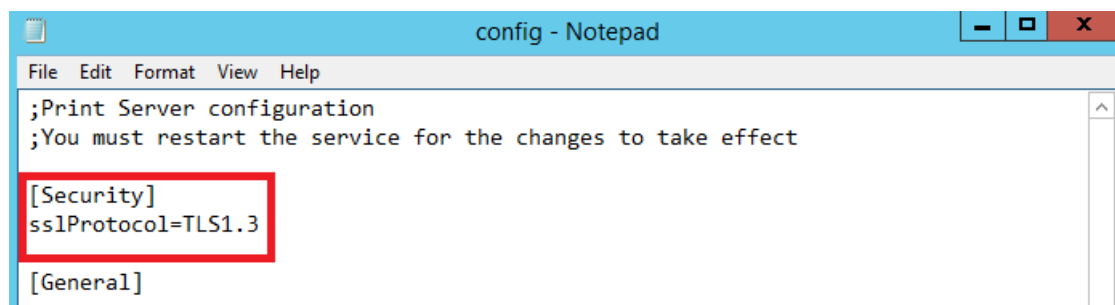 config - Notepad
File Edit Format View Help
;Print Server configuration
;You must restart the service for the changes to take effect
[Security]
sslProtocol=TLS1.3
[General]